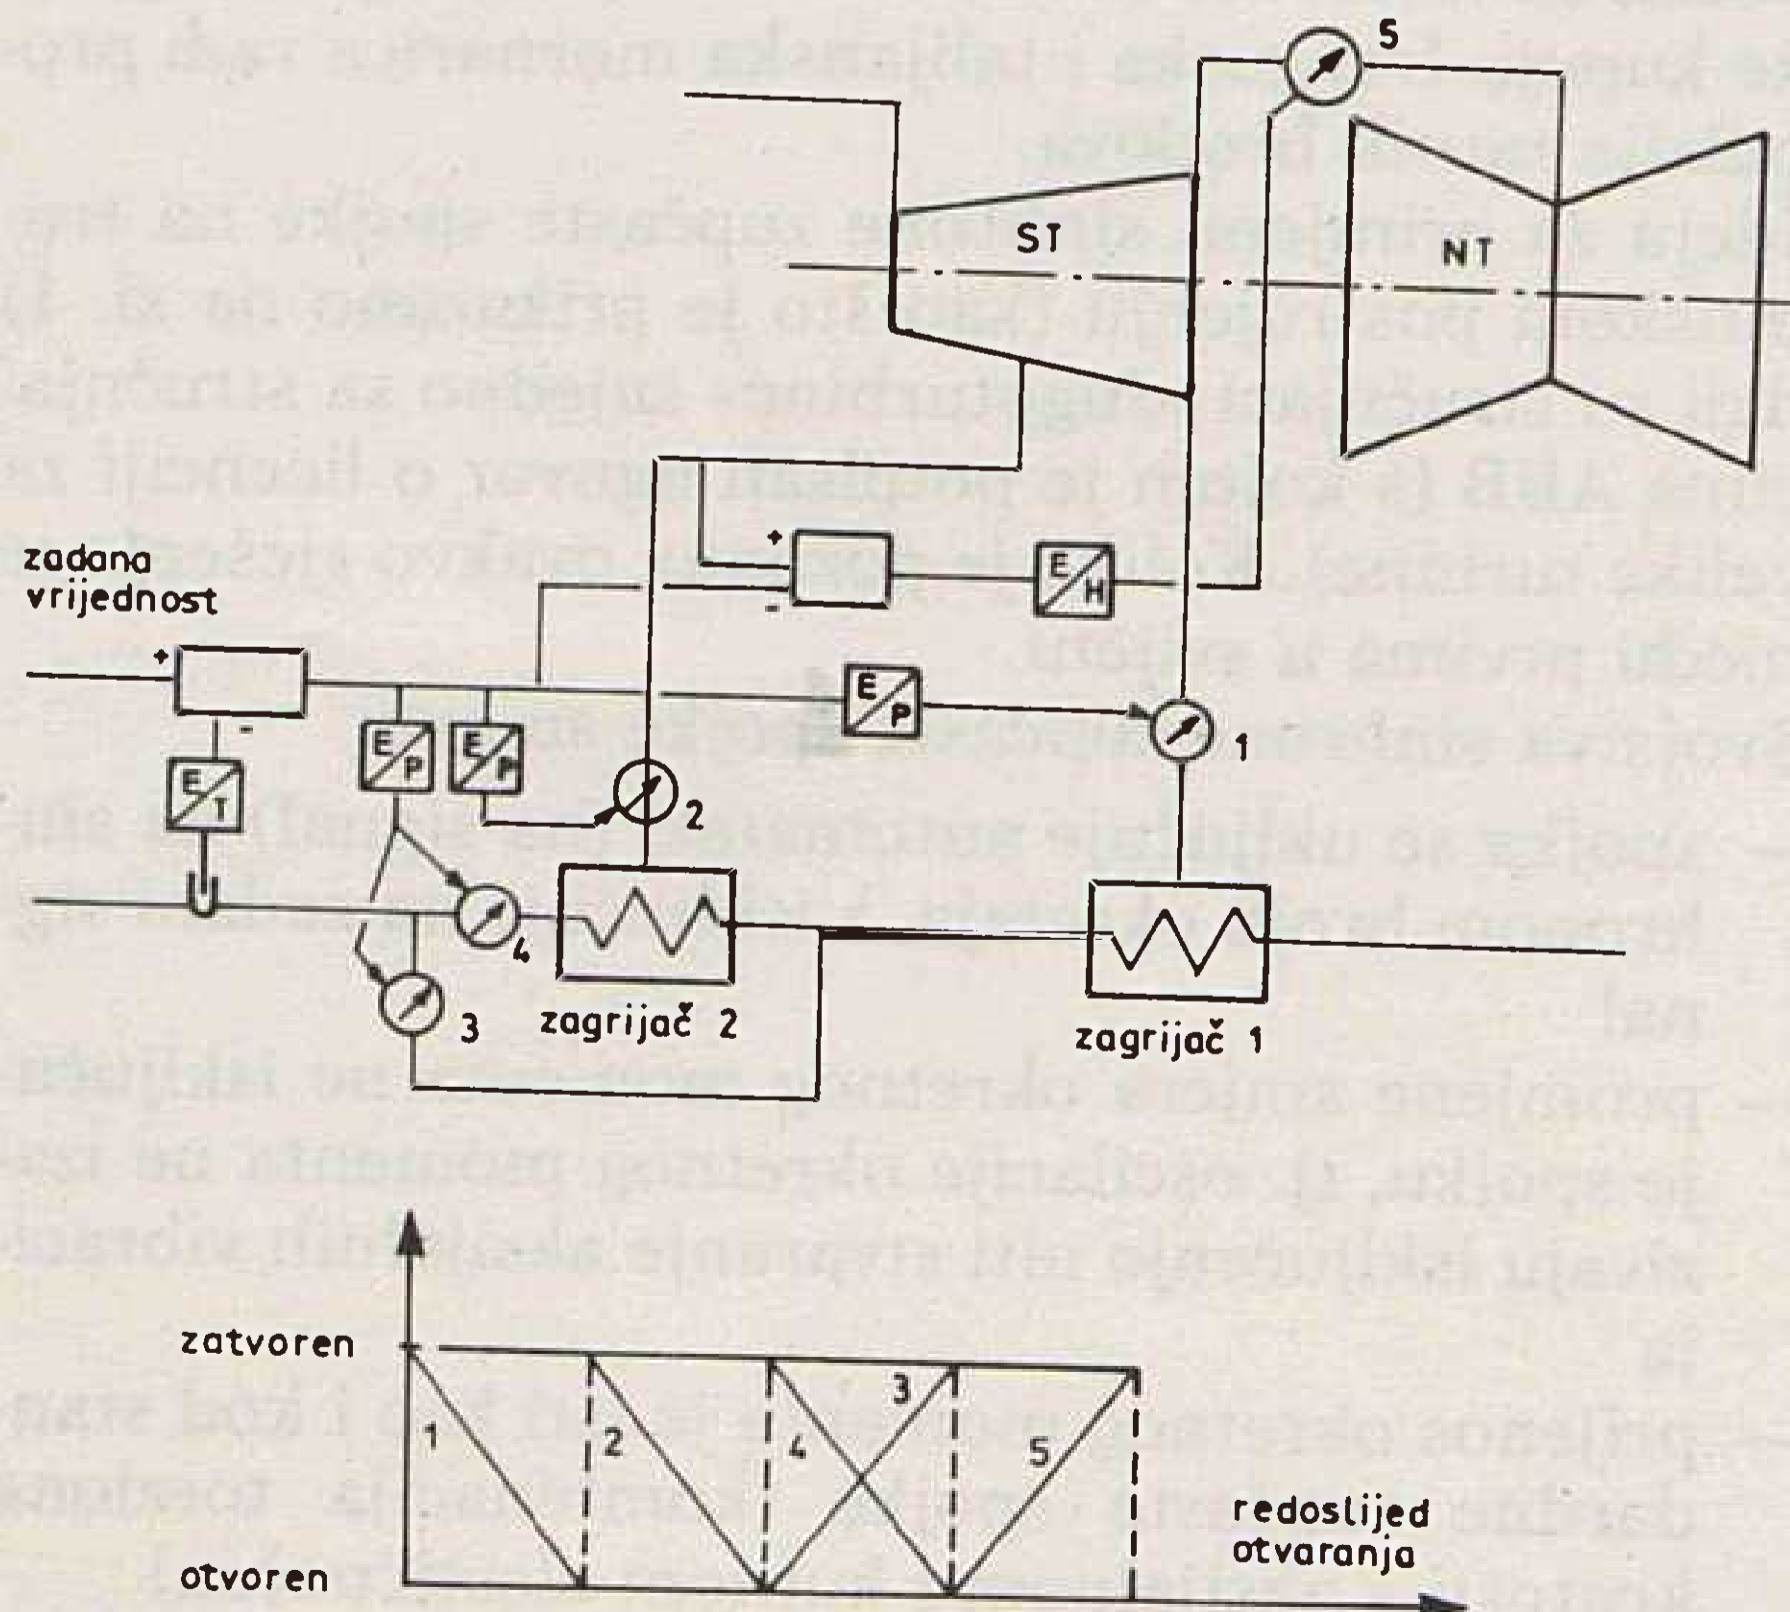 5
ST
NT
zadana
vrijednost
+
-
E/H
+
-
E/P
E/P
E/P
E/T
1
2
4
3
zagrijač 2
zagrijač 1
zatvoren
1
2
4
3
5
otvoren
redoslijed
otvaranja